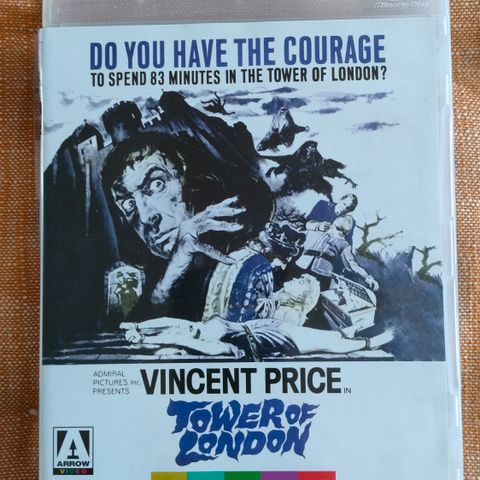 DO YOU HAVE THE COURAGE
TO SPEND 83 MINUTES IN THE TOWER OF LONDON?
ADMIRAL
PICTURES, Inc.
PRESENTS
VINCENT PRICE IN
TOWER OF
LONDON
A
ARROW
VIDEO